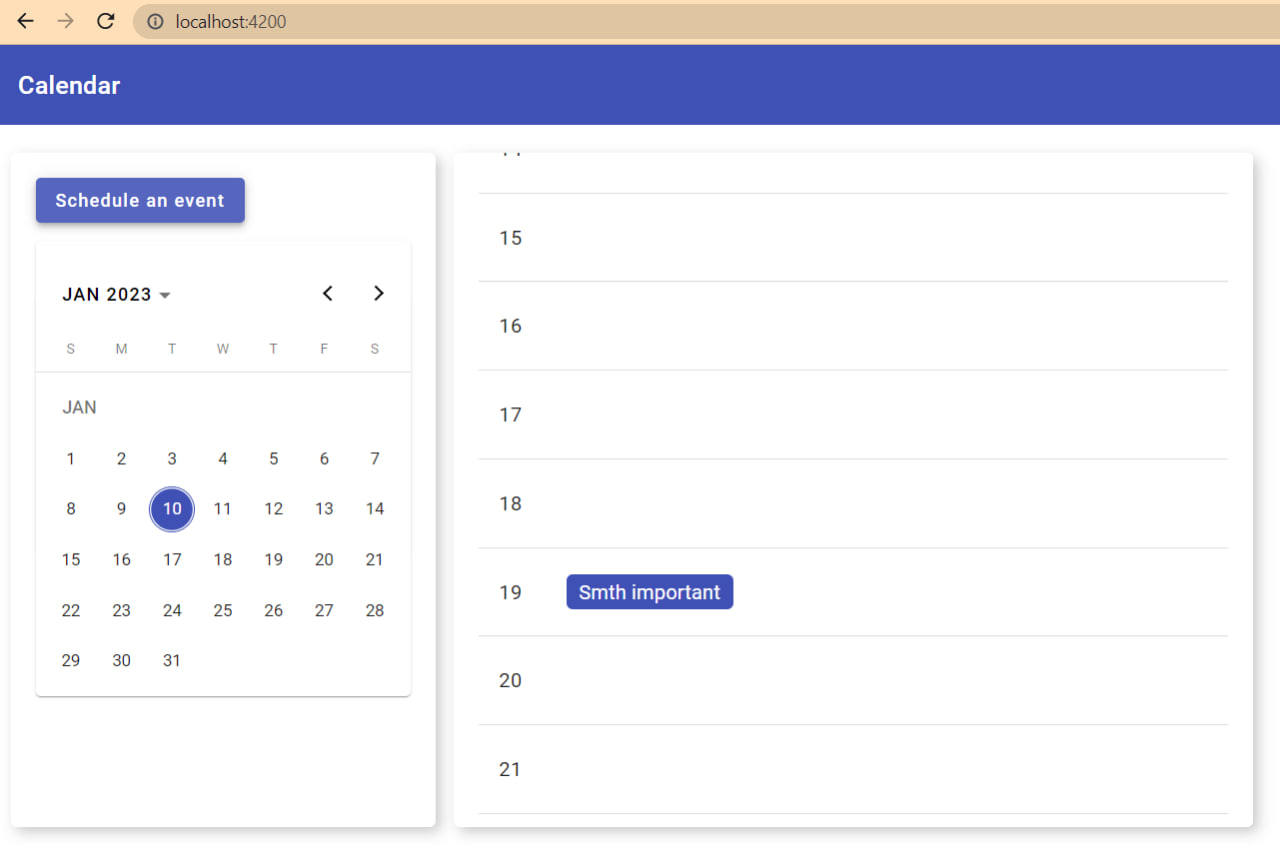 localhost:4200
Calendar
Schedule an event
JAN 2023
S M T W T F S
JAN
1 2 3 4 5 6 7
8 9 10 11 12 13 14
15 16 17 18 19 20 21
22 23 24 25 26 27 28
29 30 31
15
16
17
18
19 Smth important
20
21